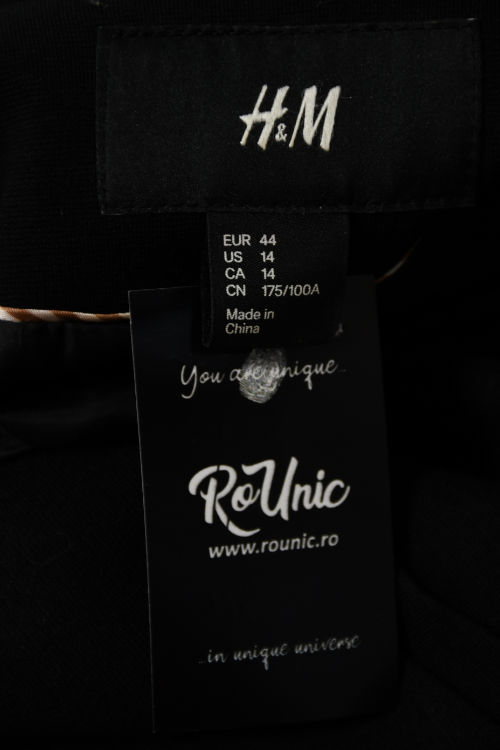 H&M
EUR 44
US 14
CA 14
CN 175/100A
Made in
China
You are unique...
RoUnic
www.rounic.ro
...in unique universe